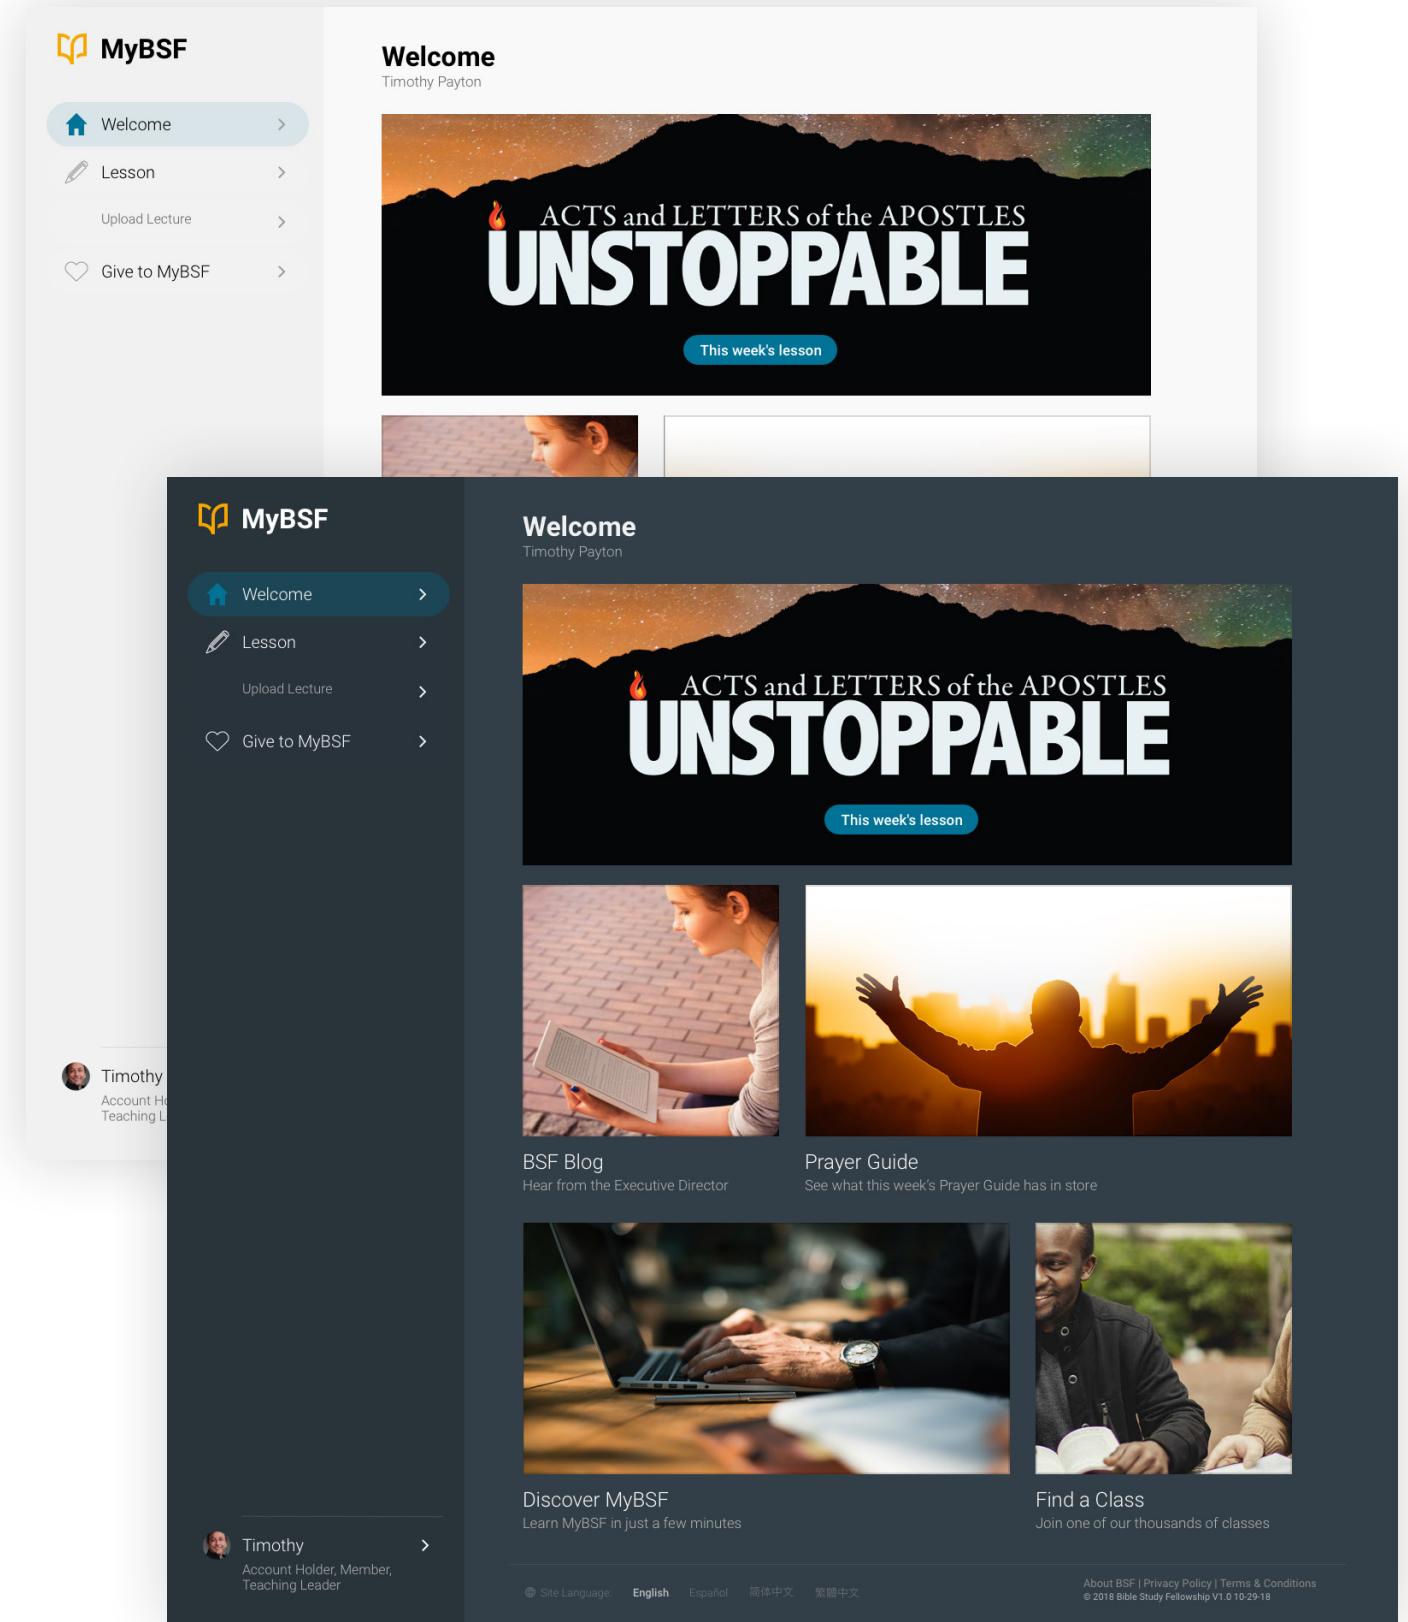 MyBSF
Welcome
Lesson
Upload Lecture
Give to MyBSF
Welcome
Timothy Payton
ACTS and LETTERS of the APOSTLES
UNSTOPPABLE
This week's lesson
Timothy
Account Ho
Teaching L
MyBSF
Welcome
Lesson
Upload Lecture
Give to MyBSF
Timothy
Account Holder, Member,
Teaching Leader
Welcome
Timothy Payton
ACTS and LETTERS of the APOSTLES
UNSTOPPABLE
This week's lesson
BSF Blog
Hear from the Executive Director
Prayer Guide
See what this week's Prayer Guide has in store
Discover MyBSF
Learn MyBSF in just a few minutes
Find a Class
Join one of our thousands of classes
Site Language: English Español 简体中文 繁體中文
About BSF | Privacy Policy | Terms & Conditions
© 2018 Bible Study Fellowship V1.0 10-29-18